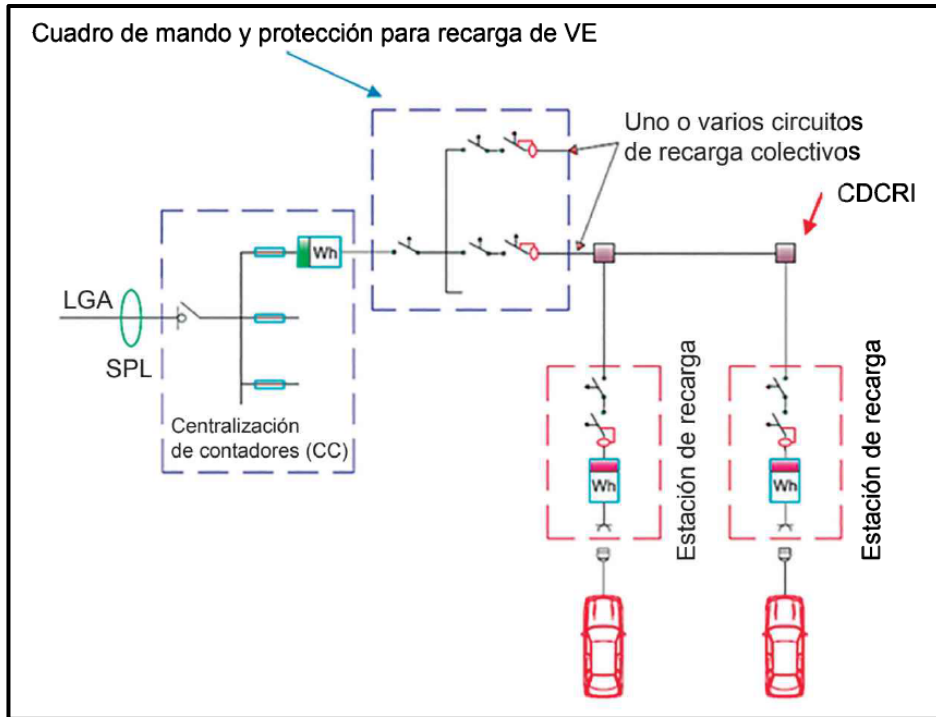 Cuadro de mando y protección para recarga de VE
Uno o varios circuitos
de recarga colectivos
CDCRI
Wh
LGA
SPL
Centralización
de contadores (CC)
Estación de recarga
Estación de recarga
Wh
Wh